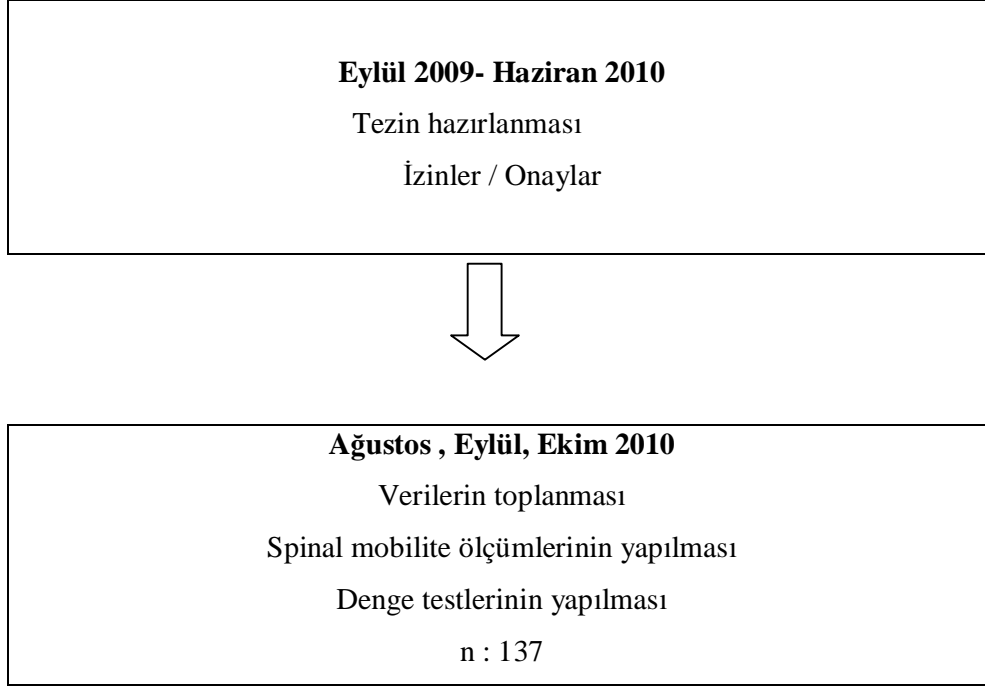 Eylül 2009- Haziran 2010
Tezin hazırlanması
İzinler / Onaylar
Ağustos , Eylül, Ekim 2010
Verilerin toplanması
Spinal mobilite ölçümlerinin yapılması
Denge testlerinin yapılması
n : 137